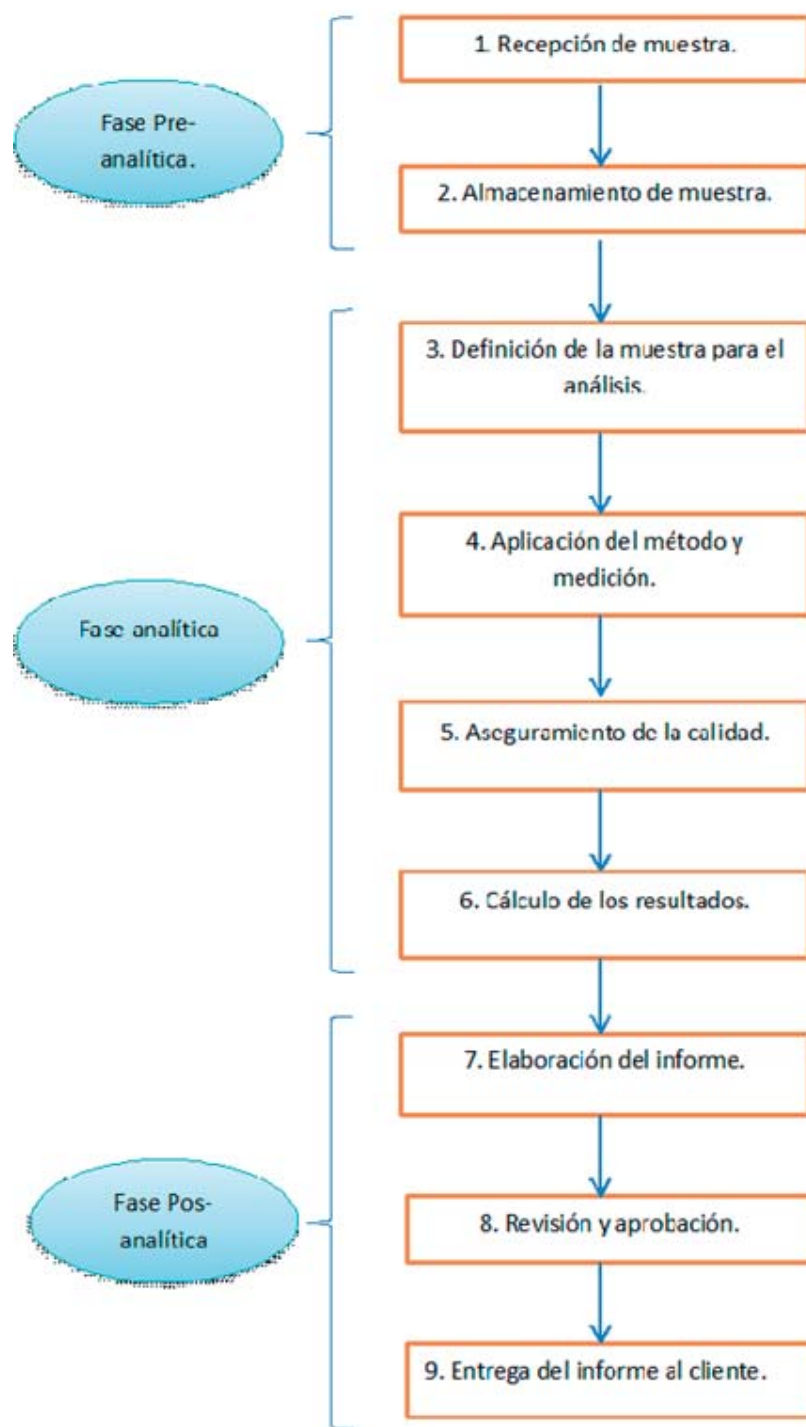 Fase Pre-
analítica.
1. Recepción de muestra.
2. Almacenamiento de muestra.
Fase analítica
3. Definición de la muestra para el
análisis.
4. Aplicación del método y
medición.
5. Aseguramiento de la calidad.
6. Cálculo de los resultados.
Fase Pos-
analítica
7. Elaboración del informe.
8. Revisión y aprobación.
9. Entrega del informe al cliente.